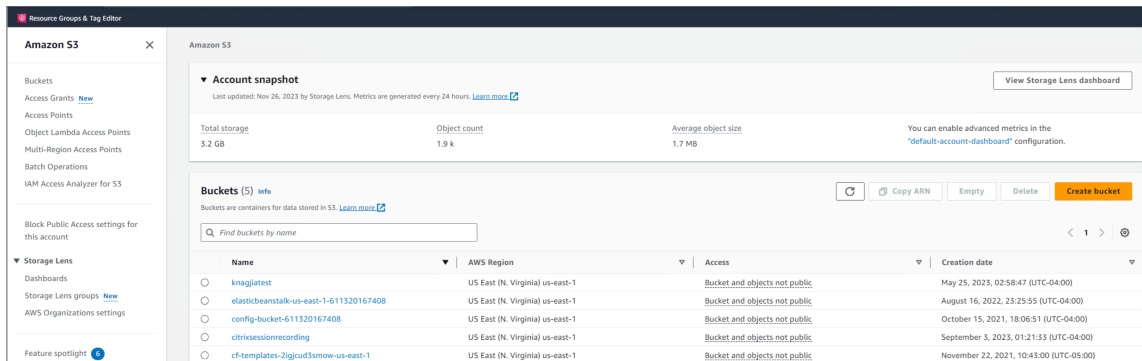 Resource Groups & Tag Editor
Amazon S3
Buckets
Access Grants New
Access Points
Object Lambda Access Points
Multi-Region Access Points
Batch Operations
IAM Access Analyzer for S3
Block Public Access settings for
this account
Storage Lens
Dashboards
Storage Lens groups New
AWS Organizations settings
Feature spotlight 6
Amazon S3
Account snapshot
Last updated: Nov 26, 2023 by Storage Lens. Metrics are generated every 24 hours. Learn more
View Storage Lens dashboard
Total storage
3.2 GB
Object count
1.9 k
Average object size
1.7 MB
You can enable advanced metrics in the
"default-account-dashboard" configuration.
Buckets (5) Info
Buckets are containers for data stored in S3. Learn more
Copy ARN Empty Delete Create bucket
Find buckets by name
1
Name AWS Region Access Creation date
knagjiatest US East (N. Virginia) us-east-1 Bucket and objects not public May 25, 2023, 02:58:47 (UTC-04:00)
elasticbeanstalk-us-east-1-611320167408 US East (N. Virginia) us-east-1 Bucket and objects not public August 16, 2022, 23:25:55 (UTC-04:00)
config-bucket-611320167408 US East (N. Virginia) us-east-1 Bucket and objects not public October 15, 2021, 18:06:51 (UTC-04:00)
citrixsessionrecording US East (N. Virginia) us-east-1 Bucket and objects not public September 3, 2023, 01:21:33 (UTC-04:00)
cf-templates-2igjcud3smow-us-east-1 US East (N. Virginia) us-east-1 Bucket and objects not public November 22, 2021, 10:43:00 (UTC-05:00)